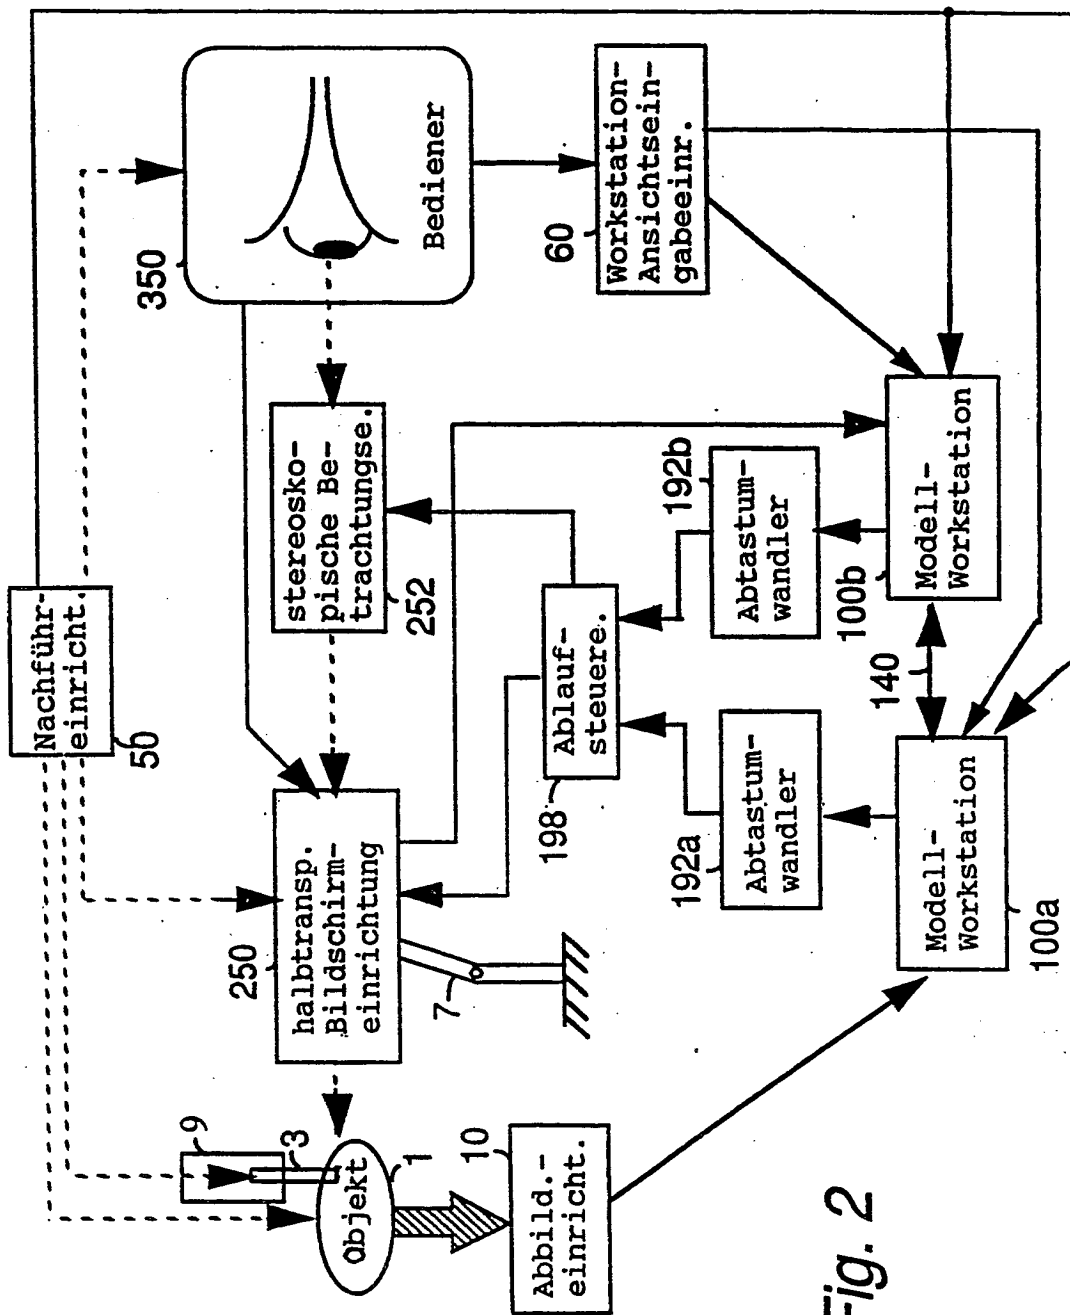 Nachführ-
einricht.
50
350
Bediener
stereosko-
pische Be-
trachtungse.
252
halbtransp.
Bildschirm-
einrichtung
250
7
9
3
Objekt
1
10
Abbild.-
einricht.
60
Workstation-
Ansichtsein-
gabeeinr.
Ablauf-
steuere.
198
192b
Abtastum-
wandler
192a
Abtastum-
wandler
100b
Modell-
Workstation
140
Modell-
Workstation
100a
Fig. 2